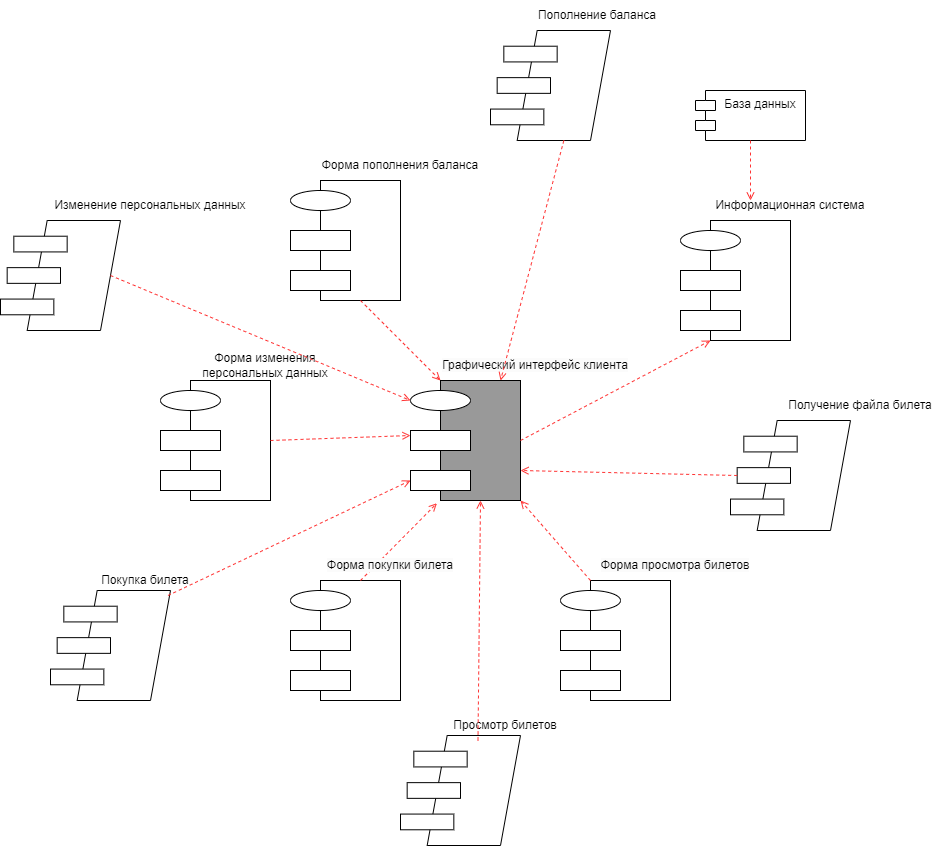 Пополнение баланса
База данных
Форма пополнения баланса
Изменение персональных данных
Информационная система
Форма изменения
персональных данных
Графический интерфейс клиента
Получение файла билета
Форма покупки билета
Форма просмотра билетов
Покупка билета
Просмотр билетов